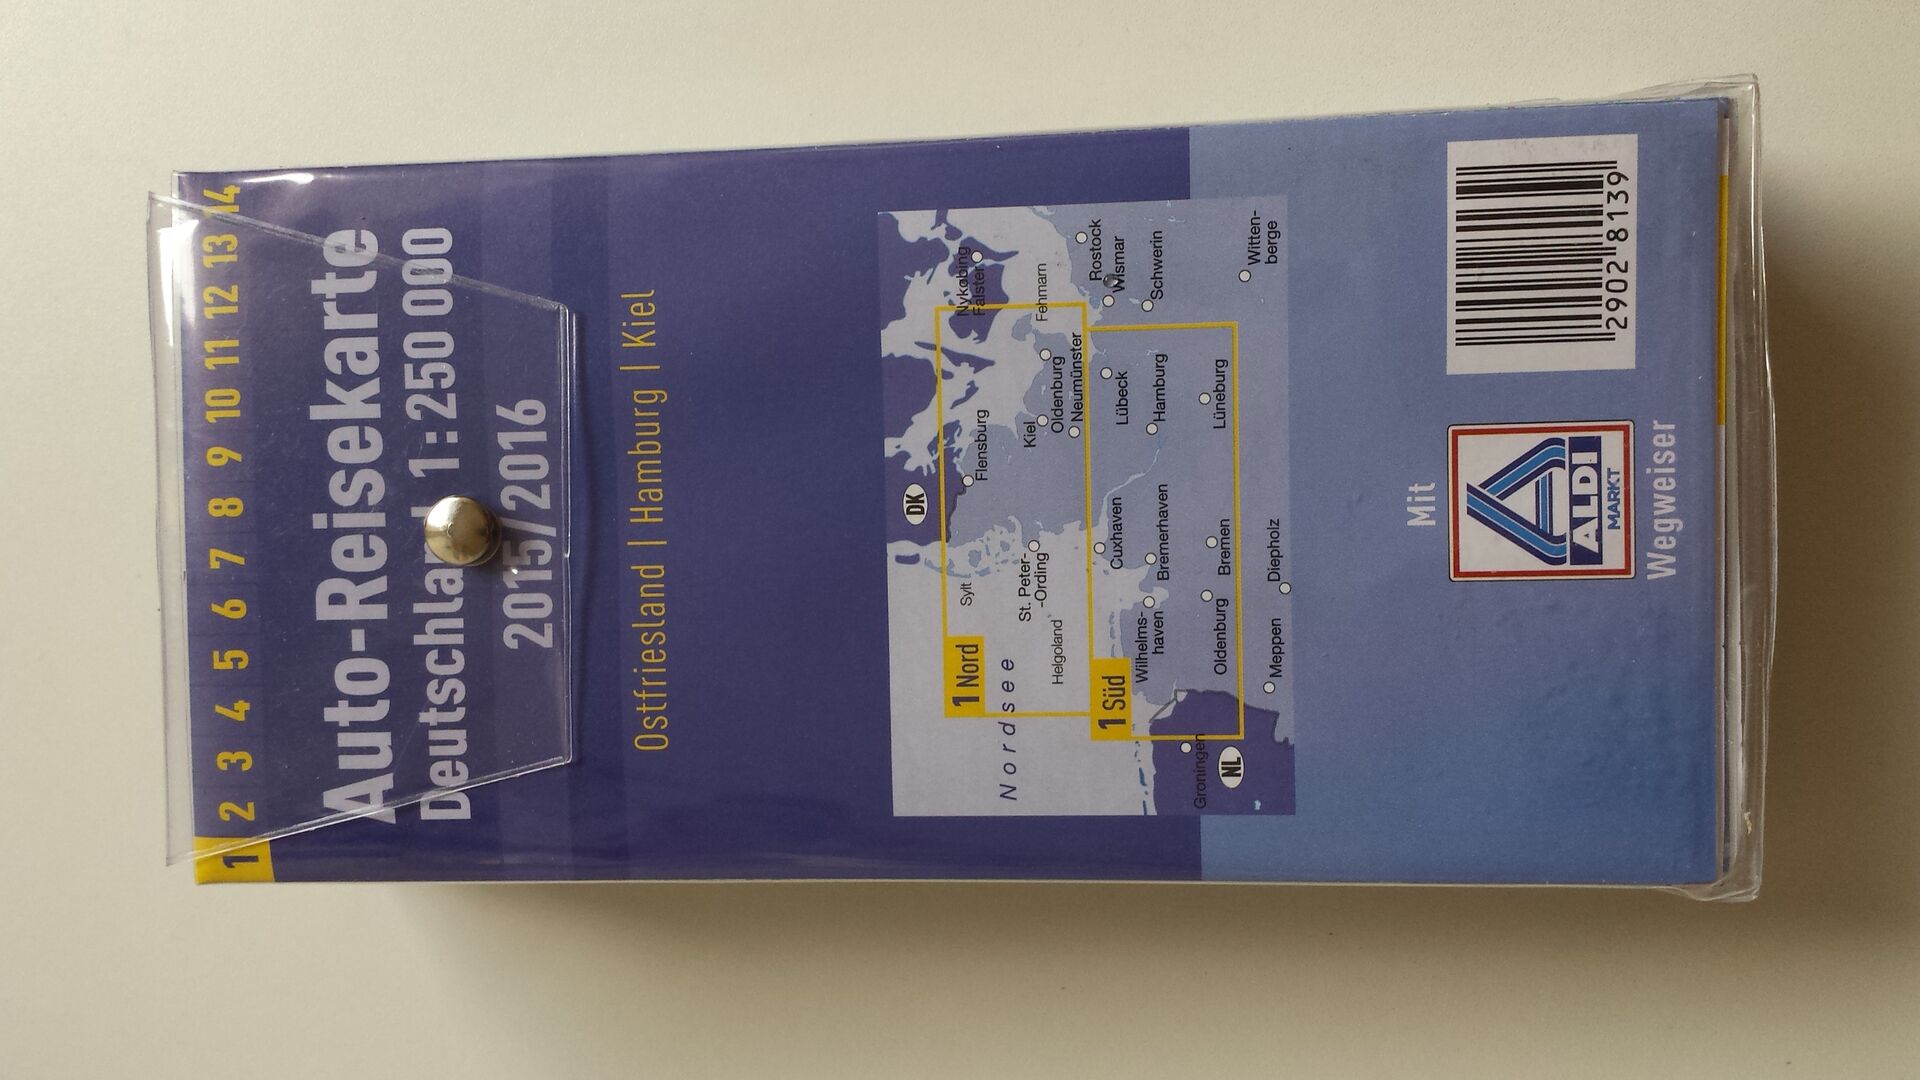 1 2 3 4 5 6 7 8 9 10 11 12 13 14
Auto-Reisekarte
Deutschland 1:250 000
2015/2016
Ostfriesland | Hamburg | Kiel
DK
Nykøbing
Falster
1 Nord
Sylt
Flensburg
Nordsee
St. Peter-
-Ording
Kiel
Fehmarn
Helgoland
Oldenburg
Neumünster
Rostock
1 Süd
Cuxhaven
Lübeck
Wismar
Wilhelms-
haven
Bremerhaven
Hamburg
Schwerin
Groningen
Oldenburg
Bremen
Lüneburg
NL
Witten-
berge
Meppen
Diepholz
Mit
ALDI
MARKT
Wegweiser
2902 8139